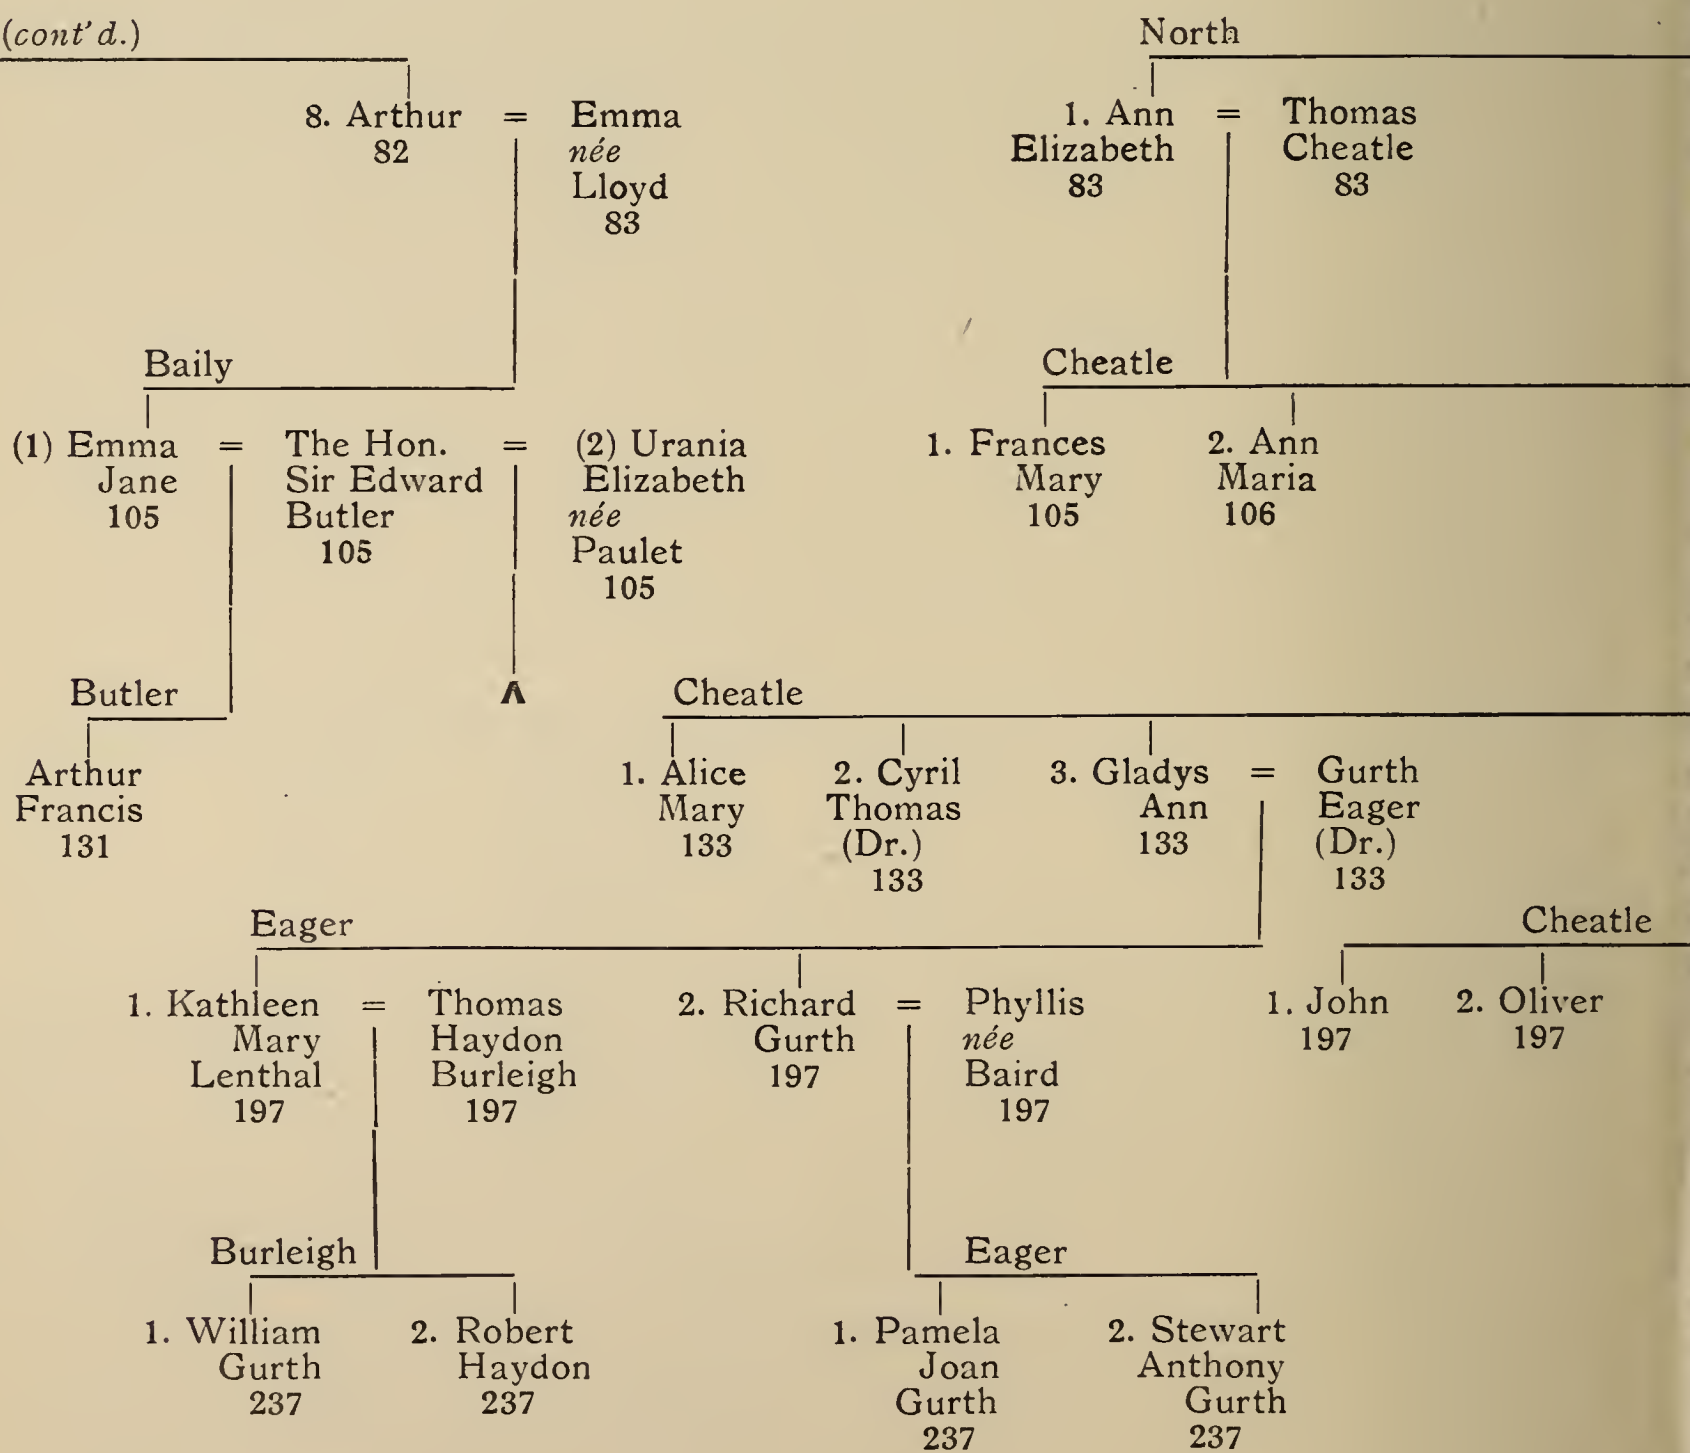 (cont'd.)
North
8. Arthur = Emma
82 née
Lloyd
83
1. Ann = Thomas
Elizabeth Cheatle
83 83
Baily
Cheatle
(1) Emma = The Hon. = (2) Urania
Jane Sir Edward Elizabeth
105 Butler née
105 Paulet
105
1. Frances 2. Ann
Mary Maria
105 106
Butler
Cheatle
Arthur
Francis
131
1. Alice 2. Cyril 3. Gladys = Gurth
Mary Thomas Ann Eager
133 (Dr.) 133 (Dr.)
133 133
Eager
Cheatle
1. Kathleen = Thomas 2. Richard = Phyllis
Mary Haydon Gurth née
Lenthal Burleigh 197 Baird
197 197 197
1. John 2. Oliver
197 197
Burleigh
Eager
1. William 2. Robert
Gurth Haydon
237 237
1. Pamela 2. Stewart
Joan Anthony
Gurth Gurth
237 237